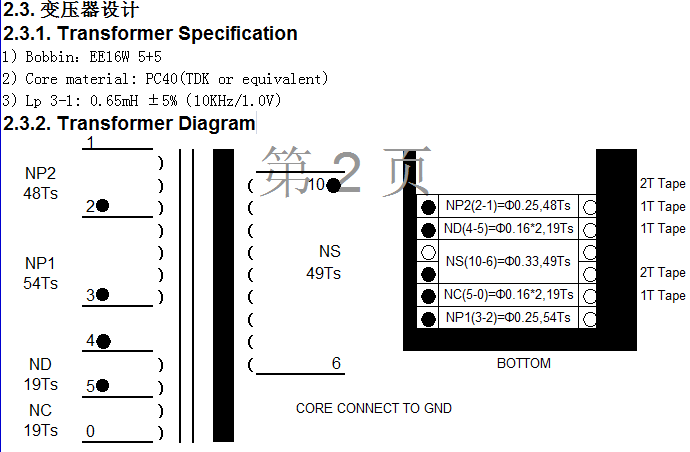 2.3. 变压器设计
2.3.1. Transformer Specification
1) Bobbin: EE16W 5+5
2) Core material: PC40(TDK or equivalent)
3) Lp 3-1: 0.65mH ±5% (10KHz/1.0V)
2.3.2. Transformer Diagram
第 2 页
1
NP2
48Ts
2
NP1
54Ts
3
4
ND
19Ts
5
NC
19Ts
0
10
NS
49Ts
6
CORE CONNECT TO GND
2T Tape
NP2(2-1)=Φ0.25,48Ts
1T Tape
ND(4-5)=Φ0.16*2,19Ts
1T Tape
NS(10-6)=Φ0.33,49Ts
2T Tape
NC(5-0)=Φ0.16*2,19Ts
1T Tape
NP1(3-2)=Φ0.25,54Ts
BOTTOM